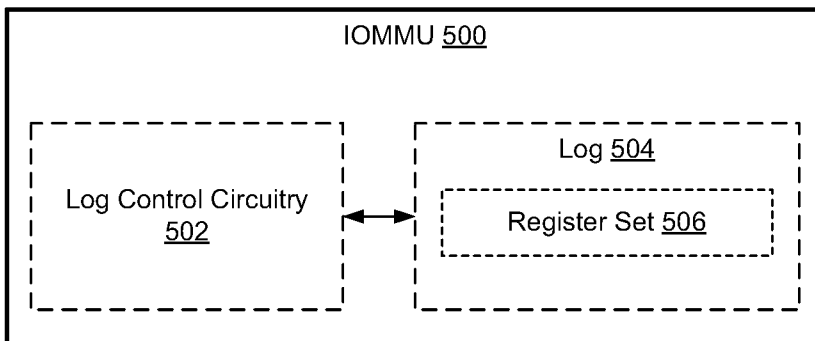 IOMMU 500
Log Control Circuitry
502
Log 504
Register Set 506